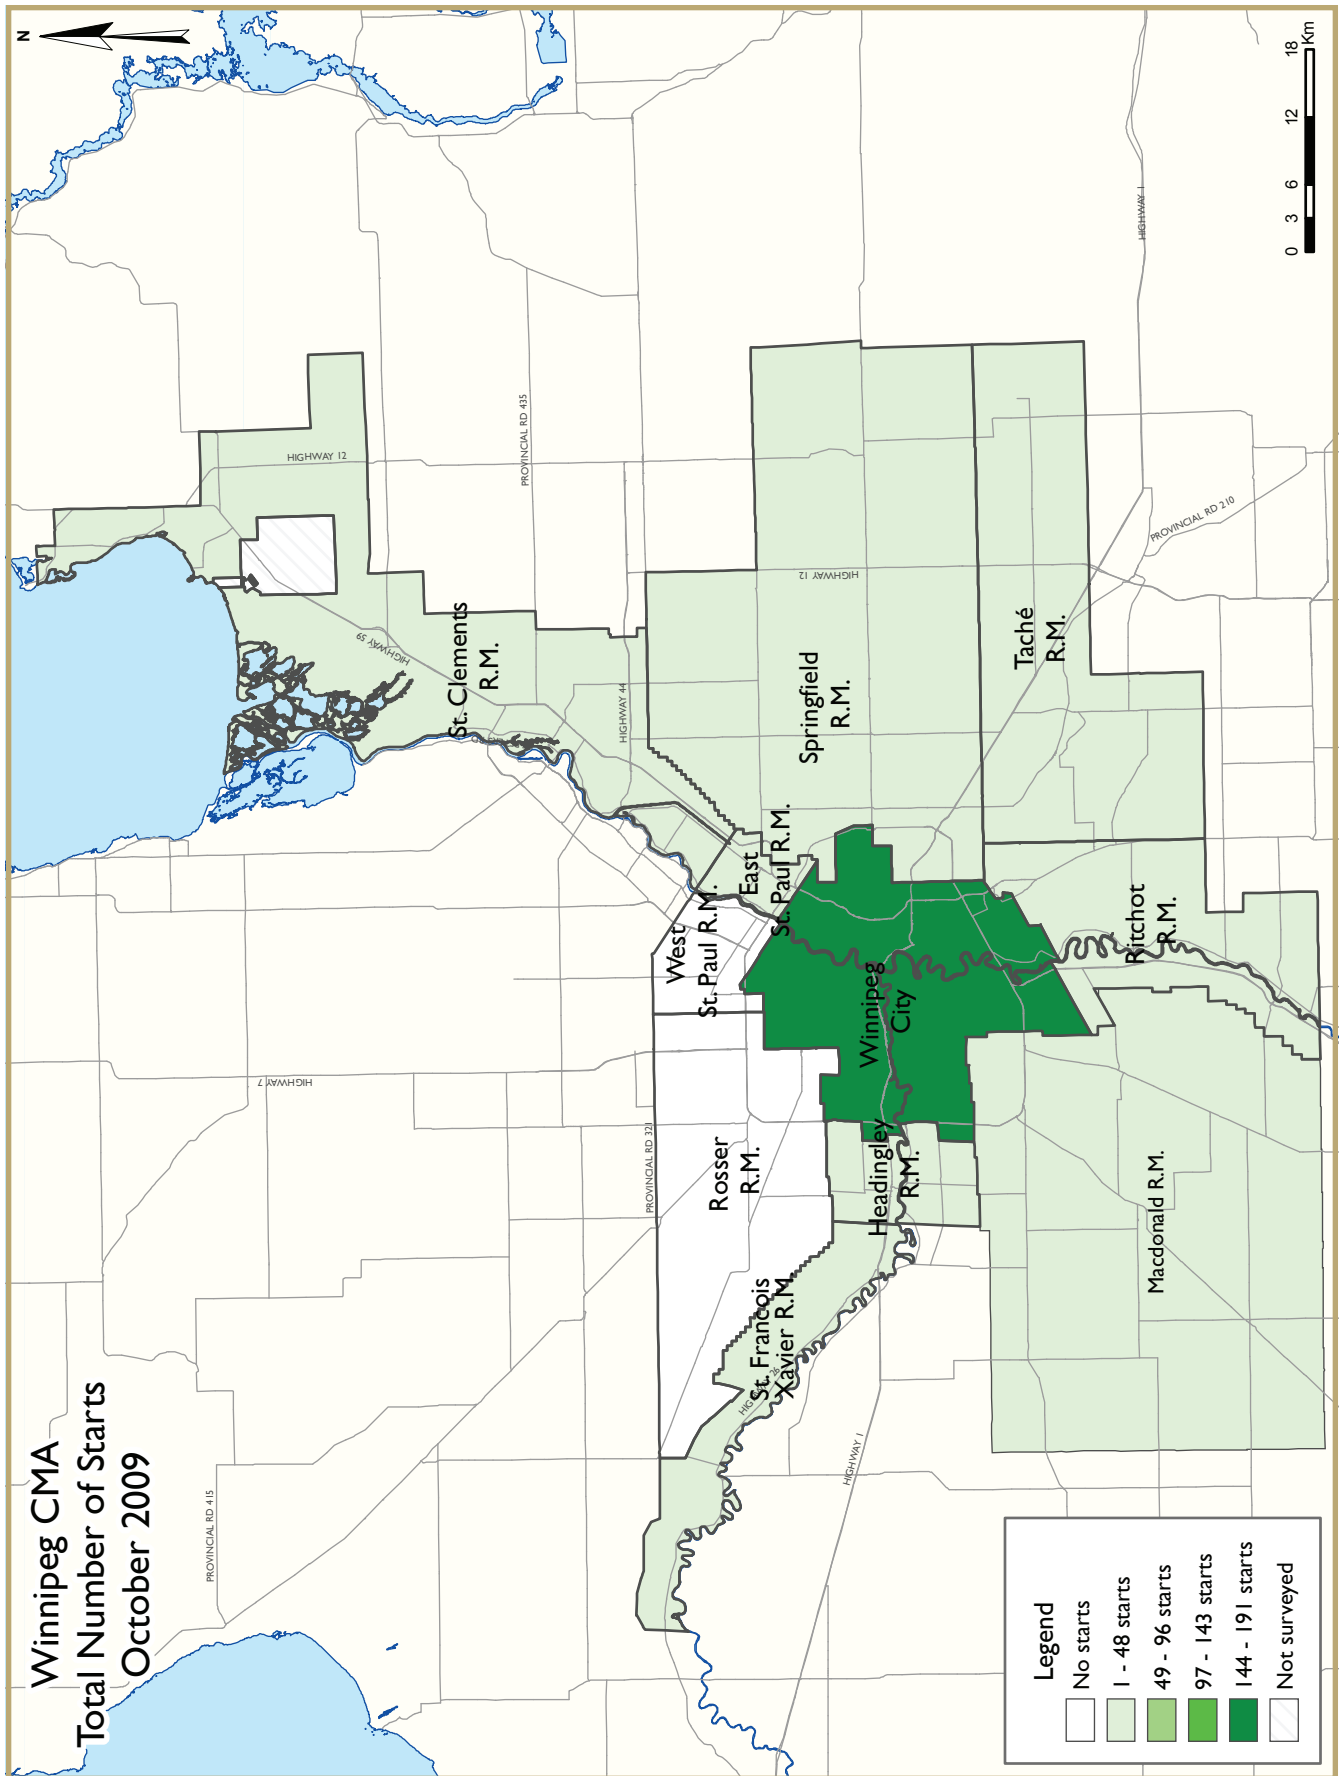 Winnipeg CMA
Total Number of Starts
October 2009
N
HIGHWAY 12
PROVINCIAL RD 435
HIGHWAY 59
St. Clements
R.M.
HIGHWAY 44
HIGHWAY 7
PROVINCIAL RD 321
PROVINCIAL RD 415
West
St. Paul R.M.
East
St. Paul R.M.
Rosser
R.M.
St. Francois
Xavier R.M.
HIGHWAY 26
Springfield
R.M.
HIGHWAY 12
Winnipeg
City
Headingley
R.M.
HIGHWAY 1
Taché
R.M.
HIGHWAY 1
PROVINCIAL RD 210
Ritchot
R.M.
Macdonald R.M.
Legend
No starts
1 - 48 starts
49 - 96 starts
97 - 143 starts
144 - 191 starts
Not surveyed
0 3 6 12 18
Km